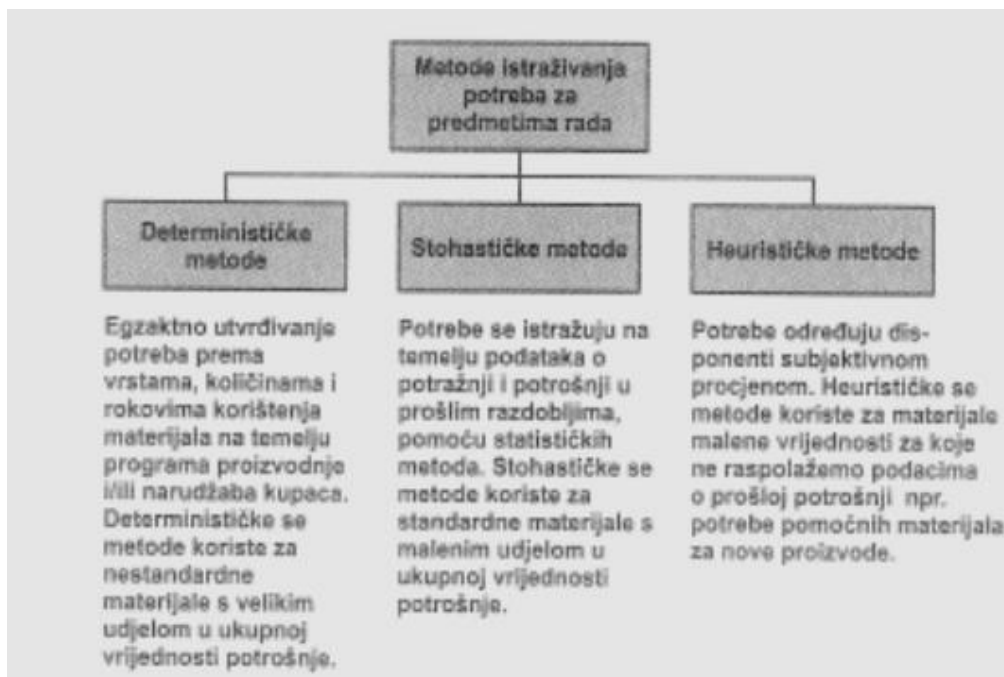 Metode istraživanja
potreba za
predmetima rada
Determinističke
metode
Stohastičke metode
Heurističke metode
Egzaktno utvrđivanje
potreba prema
vrstama, količinama i
rokovima korištenja
materijala na temelju
programa proizvodnje
i/ili narudžaba kupaca.
Determinističke se
metode koriste za
nestandardne
materijale s velikim
udjelom u ukupnoj
vrijednosti potrošnje.
Potrebe se istražuju na
temelju podataka o
potražnji i potrošnji u
prošlim razdobljima,
pomoću statističkih
metoda. Stohastičke se
metode koriste za
standardne materijale s
malenim udjelom u
ukupnoj vrijednosti
potrošnje.
Potrebe određuju dis-
ponenti subjektivnom
procjenom. Heurističke se
metode koriste za materijale
malene vrijednosti za koje
ne raspolažemo podacima
o prošloj potrošnji npr.
potrebe pomočnih materijala
za nove proizvode.